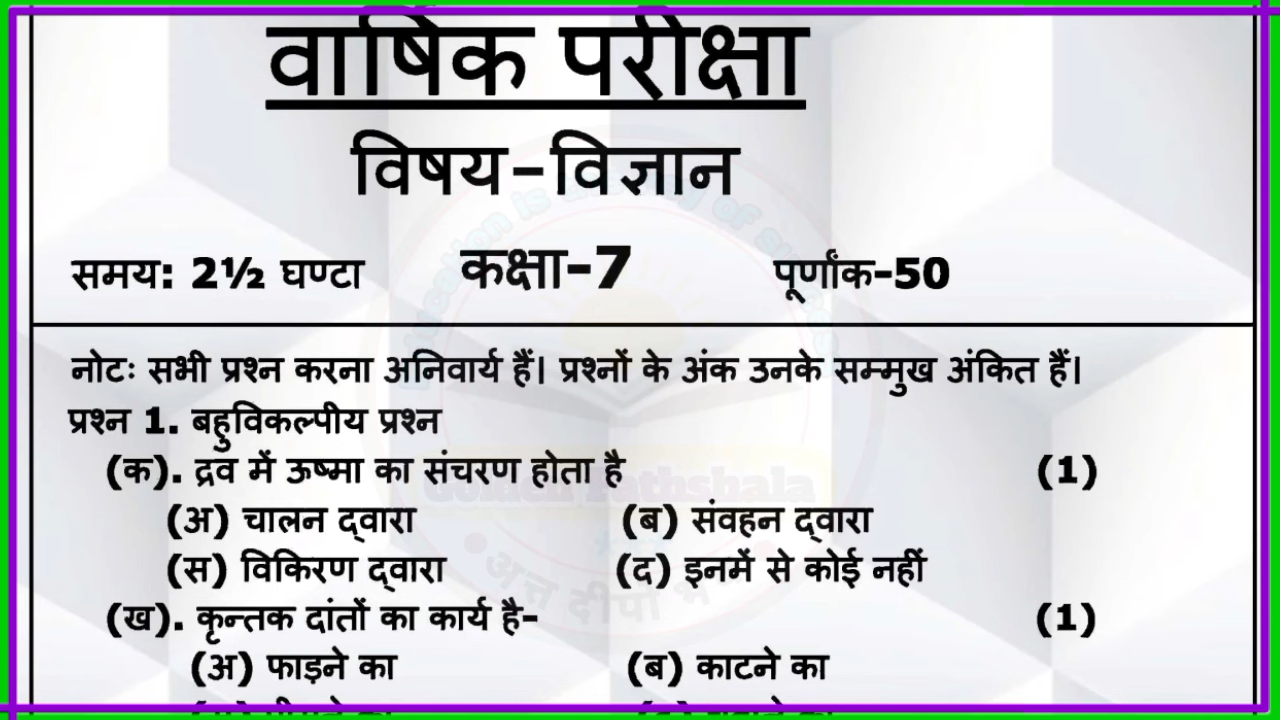 वार्षिक परीक्षा
विषय-विज्ञान
समय: 2½ घण्टा कक्षा-7 पूर्णांक-50
नोटः सभी प्रश्न करना अनिवार्य हैं। प्रश्नों के अंक उनके सम्मुख अंकित हैं।
प्रश्न 1. बहुविकल्पीय प्रश्न
(क). द्रव में ऊष्मा का संचरण होता है (1)
(अ) चालन द्वारा (ब) संवहन द्वारा
(स) विकिरण द्वारा (द) इनमें से कोई नहीं
(ख). कृन्तक दांतों का कार्य है- (1)
(अ) फाड़ने का (ब) काटने का